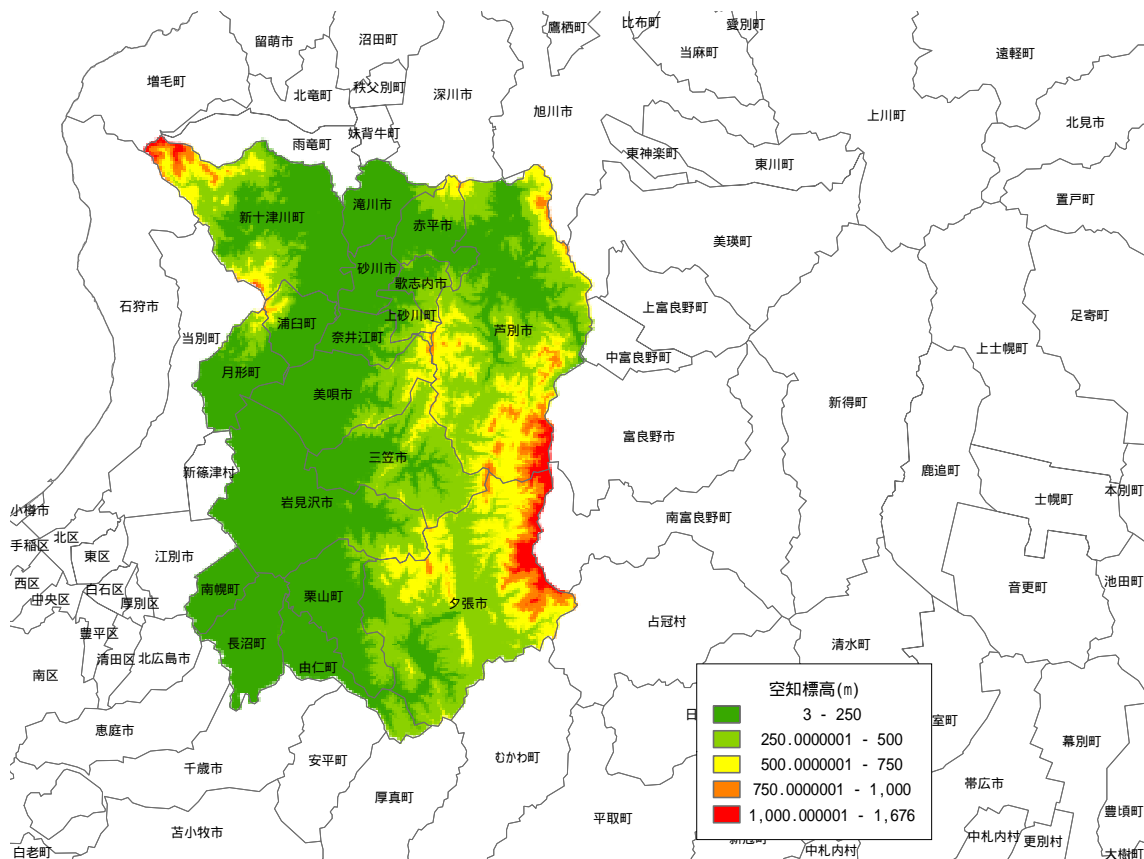 鷹栖町
比布町
愛別町
留萌市
沼田町
当麻町
遠軽町
増毛町
秩父別町
北竜町
深川市
旭川市
上川町
北見市
妹背牛町
雨竜町
東神楽町
東川町
置戸町
滝川市
新十津川町
赤平市
美瑛町
砂川市
歌志内市
石狩市
上富良野町
上砂川町
足寄町
浦臼町
芦別市
当別町
奈井江町
上士幌町
中富良野町
月形町
美唄市
新得町
富良野市
三笠市
新篠津村
鹿追町
本別町
士幌町
岩見沢市
小樽市
南富良野町
北区
手稲区
東区
江別市
西区
白石区
南幌町
栗山町
中央区
厚別区
夕張市
池田町
音更町
占冠村
豊平区
長沼町
清水町
清田区
北広島市
由仁町
南区
空知標高(m)
3 - 250
250.0000001 - 500
500.0000001 - 750
750.0000001 - 1,000
1,000.000001 - 1,676
日
室町
恵庭市
幕別町
安平町
むかわ町
千歳市
帯広市
厚真町
豊頃町
平取町
苫小牧市
中札内村
更別村
白老町
中札内村
大樹町